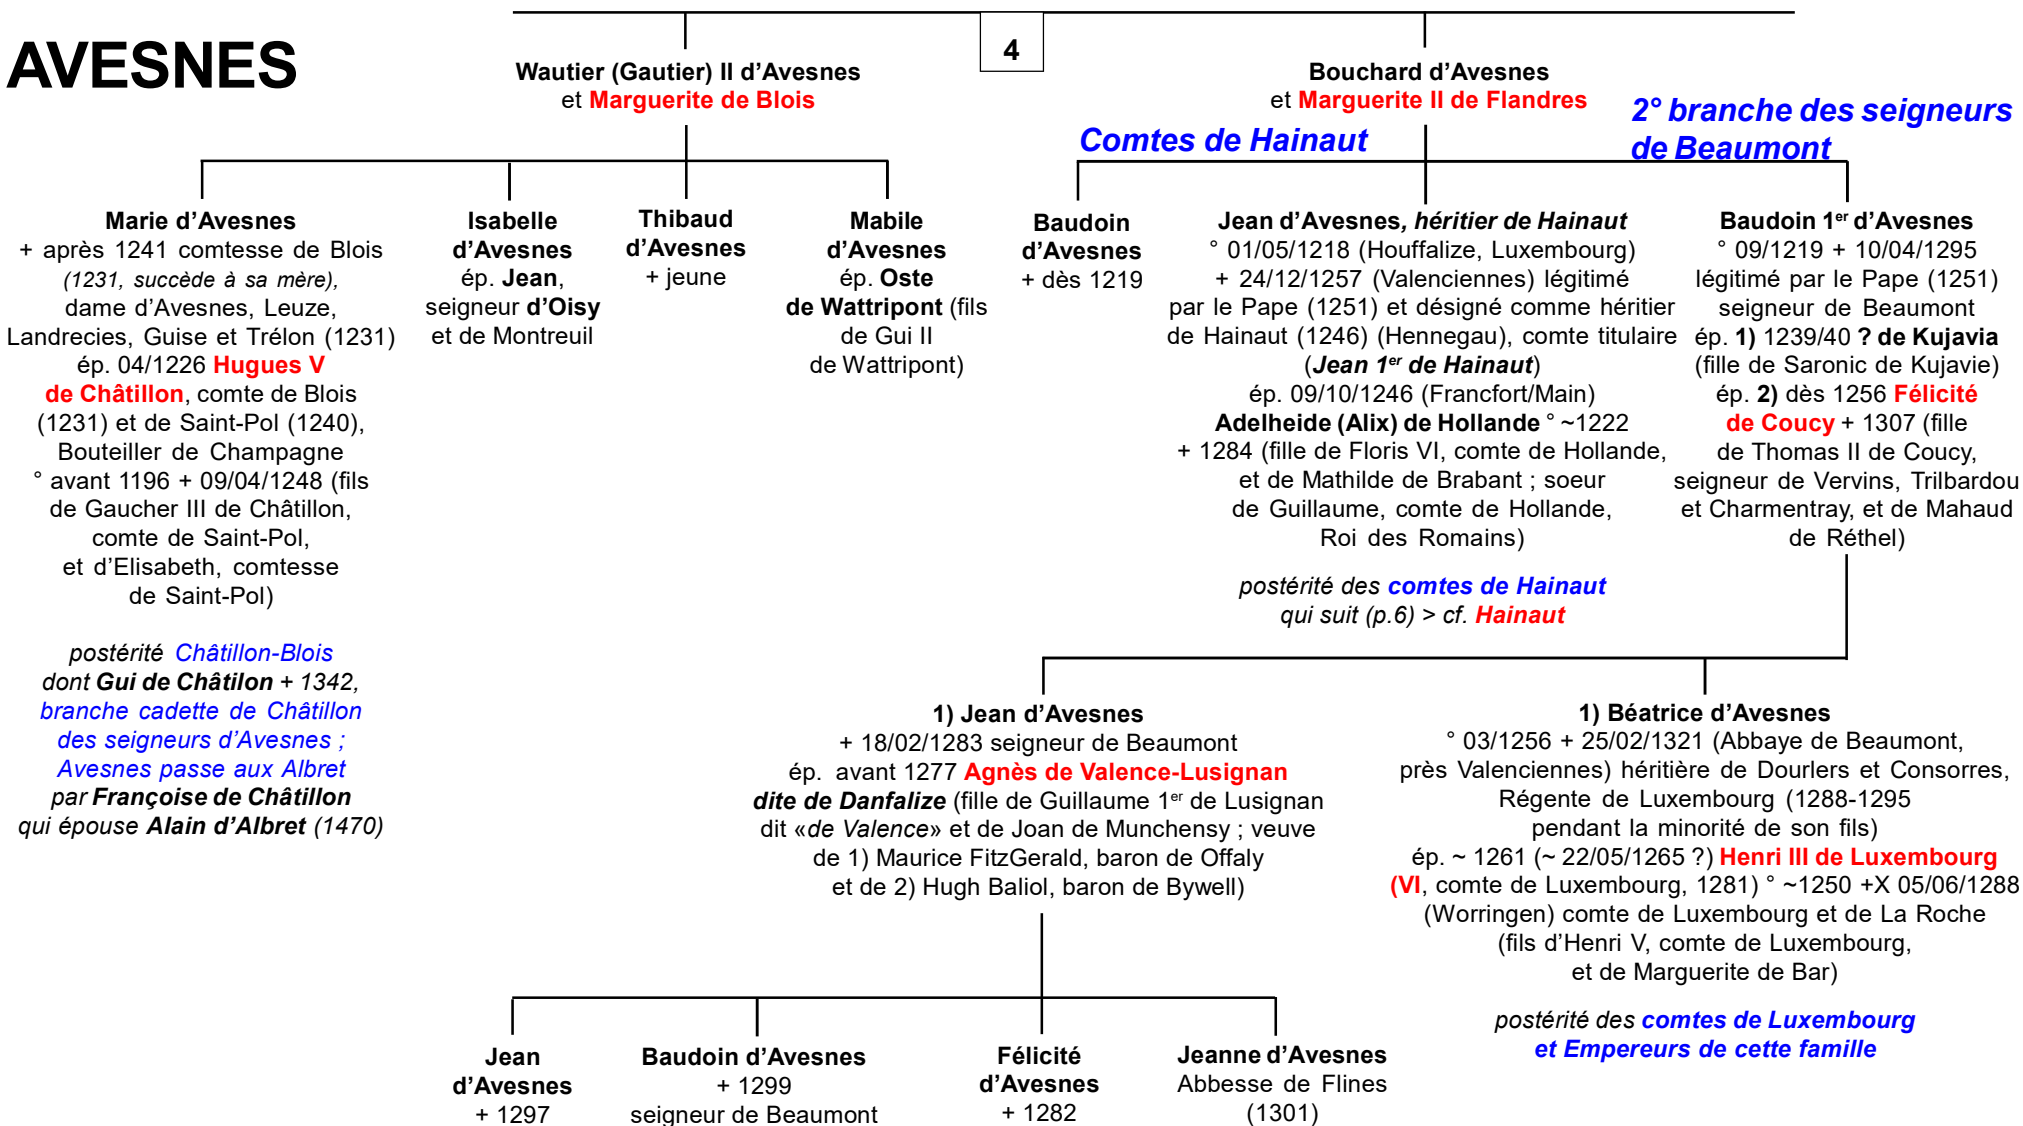 AVESNES
4
Wautier (Gautier) II d’Avesnes
et Marguerite de Blois
Bouchard d’Avesnes
et Marguerite II de Flandres
Comtes de Hainaut
2° branche des seigneurs
de Beaumont
Marie d’Avesnes
+ après 1241 comtesse de Blois
(1231, succède à sa mère),
dame d’Avesnes, Leuze,
Landrecies, Guise et Trélon (1231)
ép. 04/1226 Hugues V
de Châtillon, comte de Blois
(1231) et de Saint-Pol (1240),
Bouteiller de Champagne
° avant 1196 + 09/04/1248 (fils
de Gaucher III de Châtillon,
comte de Saint-Pol,
et d’Elisabeth, comtesse
de Saint-Pol)
postérité Châtillon-Blois
dont Gui de Châtilon + 1342,
branche cadette de Châtillon
des seigneurs d’Avesnes ;
Avesnes passe aux Albret
par Françoise de Châtillon
qui épouse Alain d’Albret (1470)
Isabelle
d’Avesnes
ép. Jean,
seigneur d’Oisy
et de Montreuil
Thibaud
d’Avesnes
+ jeune
Mabile
d’Avesnes
ép. Oste
de Wattripont (fils
de Gui II
de Wattripont)
Baudoin
d’Avesnes
+ dès 1219
Jean d’Avesnes, héritier de Hainaut
° 01/05/1218 (Houffalize, Luxembourg)
+ 24/12/1257 (Valenciennes) légitimé
par le Pape (1251) et désigné comme héritier
de Hainaut (1246) (Hennegau), comte titulaire
(Jean 1er de Hainaut)
ép. 09/10/1246 (Francfort/Main)
Adelheide (Alix) de Hollande ° ~1222
+ 1284 (fille de Floris VI, comte de Hollande,
et de Mathilde de Brabant ; soeur
de Guillaume, comte de Hollande,
Roi des Romains)
postérité des comtes de Hainaut
qui suit (p.6) > cf. Hainaut
Baudoin 1er d’Avesnes
° 09/1219 + 10/04/1295
légitimé par le Pape (1251)
seigneur de Beaumont
ép. 1) 1239/40 ? de Kujavia
(fille de Saronic de Kujavie)
ép. 2) dès 1256 Félicité
de Coucy + 1307 (fille
de Thomas II de Coucy,
seigneur de Vervins, Trilbardou
et Charmentray, et de Mahaud
de Réthel)
1) Jean d’Avesnes
+ 18/02/1283 seigneur de Beaumont
ép. avant 1277 Agnès de Valence-Lusignan
dite de Danfalize (fille de Guillaume 1er de Lusignan
dit «de Valence» et de Joan de Munchensy ; veuve
de 1) Maurice FitzGerald, baron de Offaly
et de 2) Hugh Baliol, baron de Bywell)
1) Béatrice d’Avesnes
° 03/1256 + 25/02/1321 (Abbaye de Beaumont,
près Valenciennes) héritière de Dourlers et Consorres,
Régente de Luxembourg (1288-1295
pendant la minorité de son fils)
ép. ~ 1261 (~ 22/05/1265 ?) Henri III de Luxembourg
(VI, comte de Luxembourg, 1281) ° ~1250 +X 05/06/1288
(Worringen) comte de Luxembourg et de La Roche
(fils d’Henri V, comte de Luxembourg,
et de Marguerite de Bar)
postérité des comtes de Luxembourg
et Empereurs de cette famille
Jean
d’Avesnes
+ 1297
Baudoin d’Avesnes
+ 1299
seigneur de Beaumont
Félicité
d’Avesnes
+ 1282
Jeanne d’Avesnes
Abbesse de Flines
(1301)